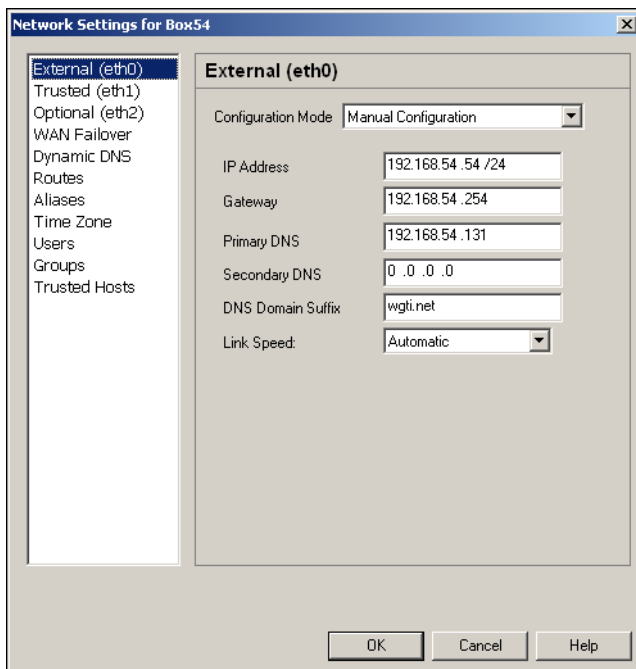 Network Settings for Box54
External (eth0)
Trusted (eth1)
Optional (eth2)
WAN Failover
Dynamic DNS
Routes
Aliases
Time Zone
Users
Groups
Trusted Hosts
External (eth0)
Configuration Mode Manual Configuration
IP Address 192.168.54 .54 /24
Gateway 192.168.54 .254
Primary DNS 192.168.54 .131
Secondary DNS 0 .0 .0 .0
DNS Domain Suffix wgti.net
Link Speed: Automatic
OK Cancel Help